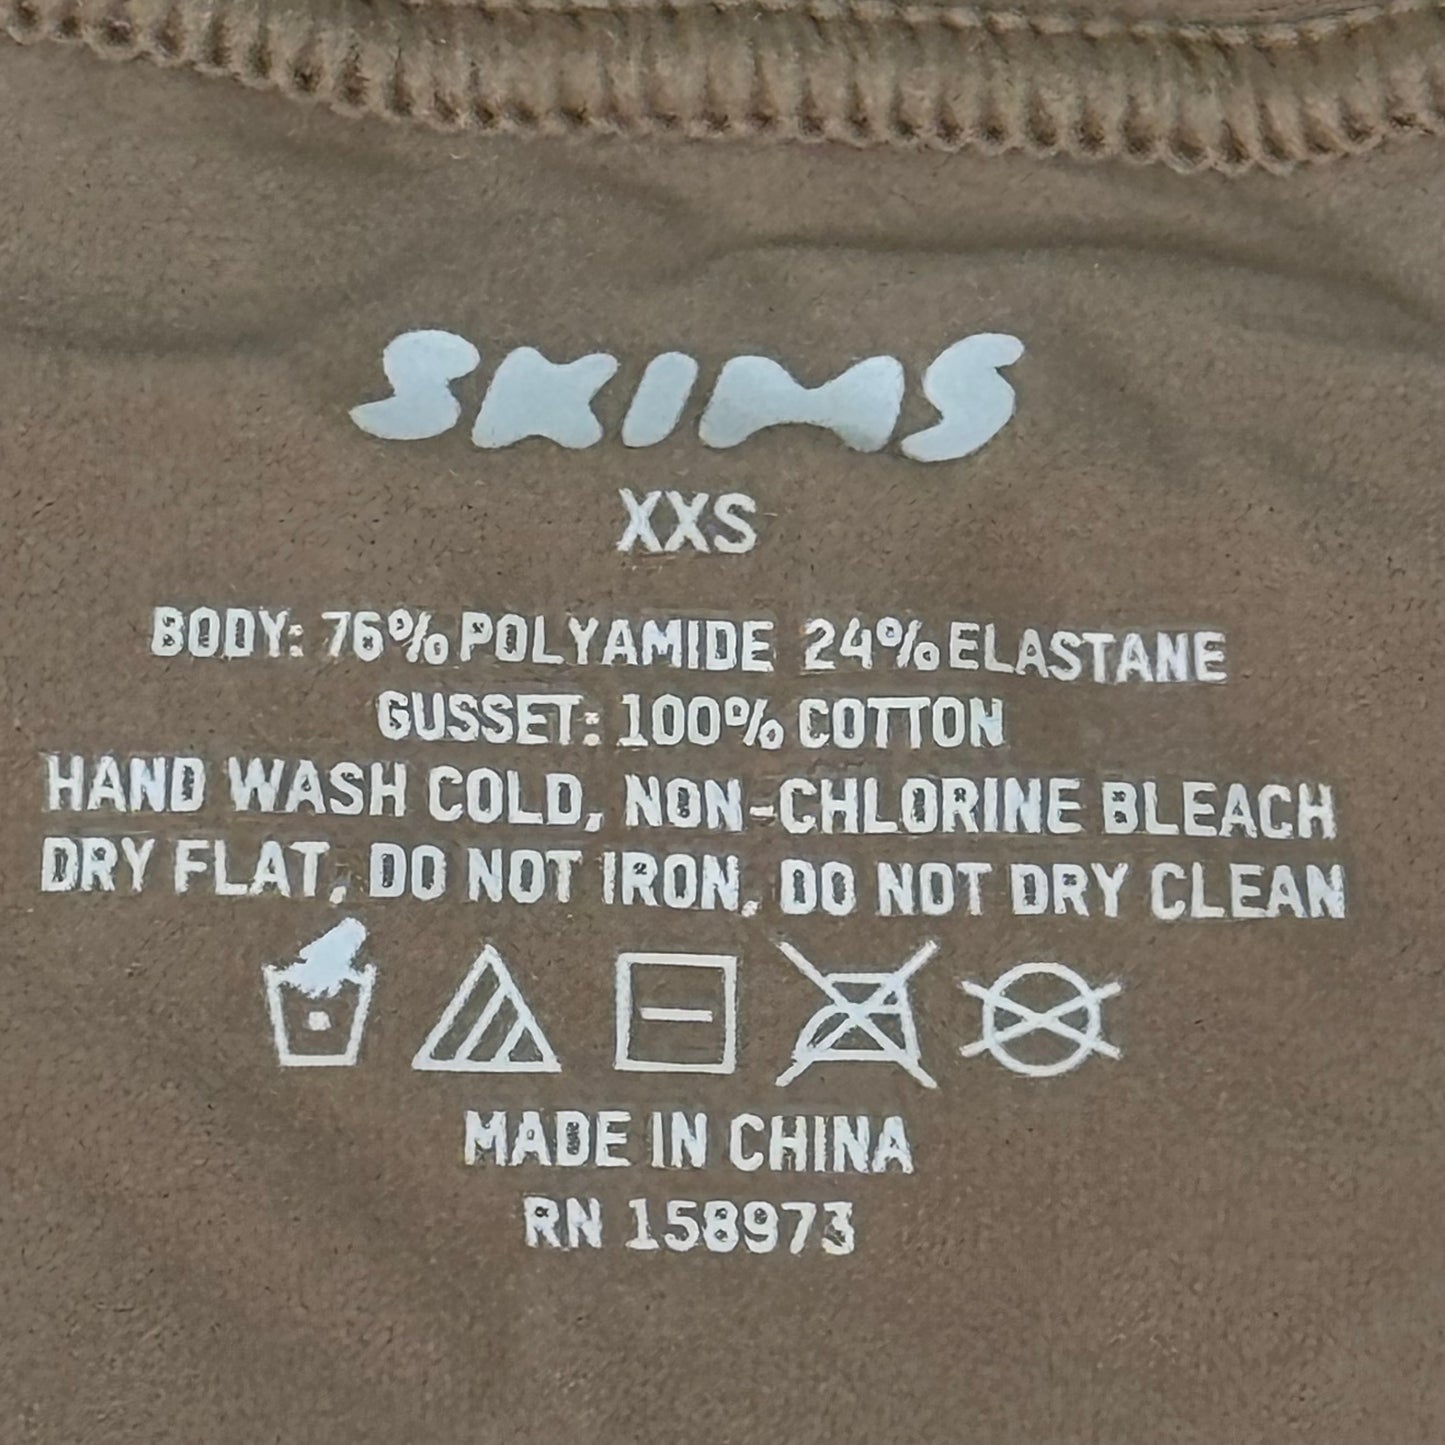 SKIMS
XXS
BODY: 76% POLYAMIDE 24% ELASTANE
GUSSET: 100% COTTON
HAND WASH COLD, NON-CHLORINE BLEACH
DRY FLAT, DO NOT IRON, DO NOT DRY CLEAN
MADE IN CHINA
RN 158973